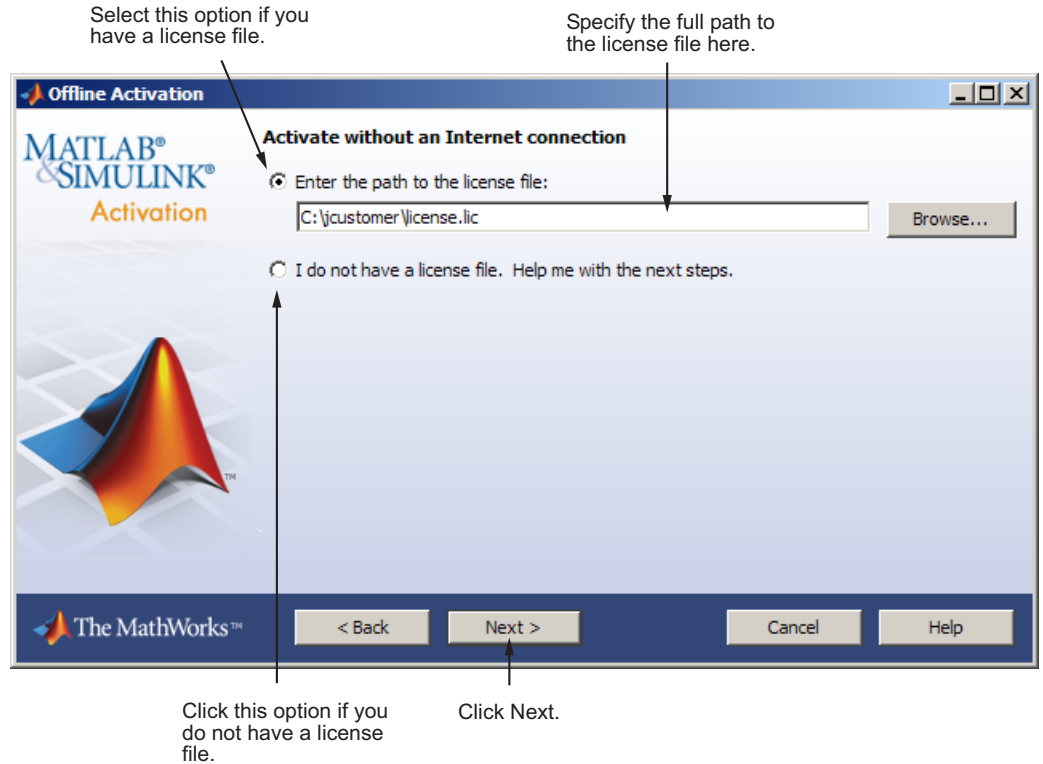 Select this option if you
have a license file.
Specify the full path to
the license file here.
Offline Activation
MATLAB®
&SIMULINK®
Activation
Activate without an Internet connection
Enter the path to the license file:
C:\jcustomer\license.lic
Browse...
I do not have a license file. Help me with the next steps.
TM
The MathWorks™
< Back
Next >
Cancel
Help
Click this option if you
do not have a license
file.
Click Next.